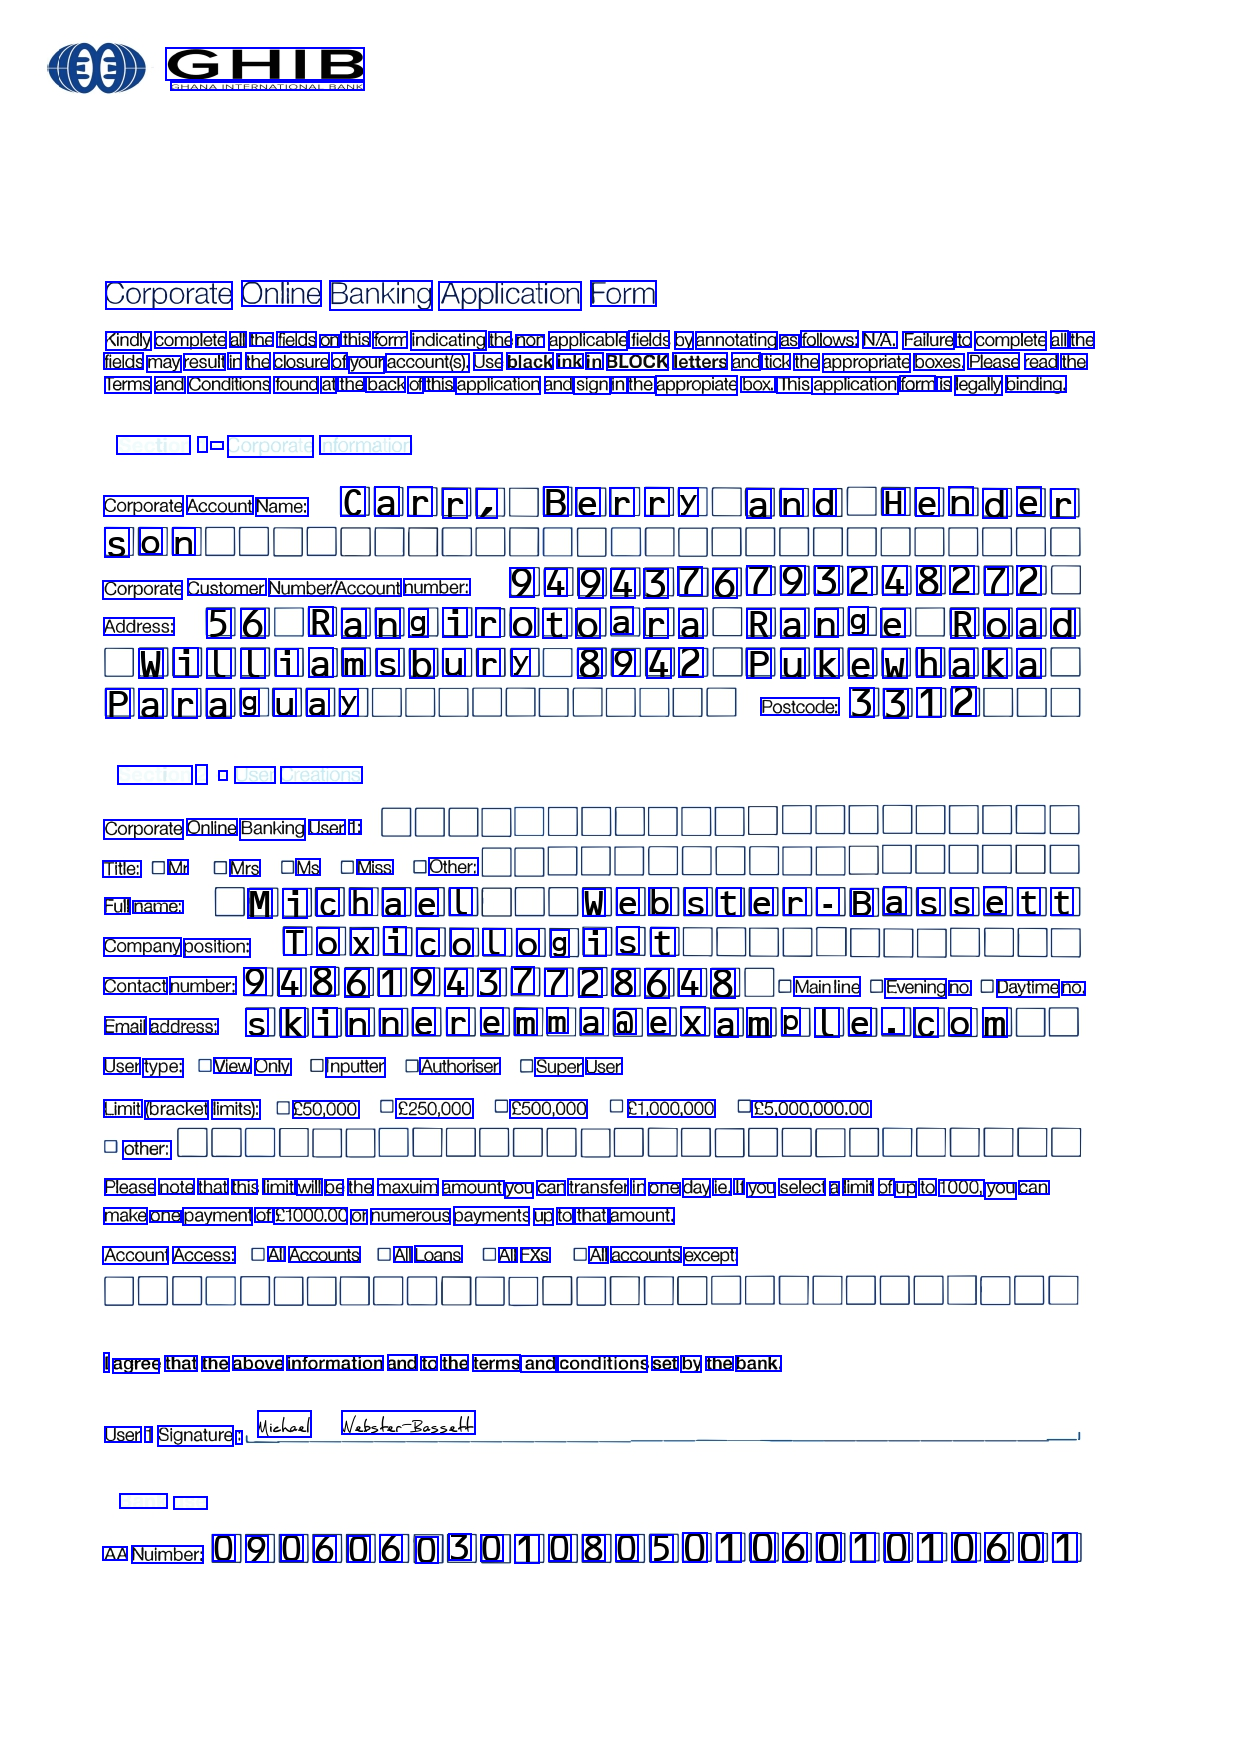 GHIB
GHANA INTERNATIONAL BANK
Corporate Online Banking Application Form
Kindly complete all the fields on this form indicating the non applicable fields by annotating as follows: N/A. Failure to complete all the
fields may result in the closure of your account(s). Use black ink in BLOCK letters and tick the appropriate boxes. Please read the
Terms and Conditions found at the back of this application and sign in the appropiate box. This application form is legally binding.
Section 1 - Corporate Information
Corporate Account Name: Carr, Berry and Hender
son
Corporate Customer Number/Account number: 9494376793248272
Address: 56 Rangirotoara Range Road
Williamsbury 8942 Pukewhaka
Paraguay Postcode: 3312
Section - User Creations
Corporate Online Banking User 1:
Title: Mr Mrs Ms Miss Other:
Full name: Michael Webster-Bassett
Company position: Toxicologist
Contact number: 948619437728648 Main line Evening no. Daytime no.
Email address: skinneremma@example.com
User type: View Only Inputter Authoriser Super User
Limit (bracket limits): £50,000 £250,000 £500,000 £1,000,000 £5,000,000.00
other:
Please note that this limit will be the maxuim amount you can transfer in one day ie. If you select a limit of up to 1000, you can
make one payment of £1000.00 or numerous payments up to that amount.
Account Access: All Accounts All Loans All FXs All accounts except
I agree that the above information and to the terms and conditions set by the bank.
User 1 Signature: Michael Webster-Bassett
AA Nuimber: 09060603010805010601010601